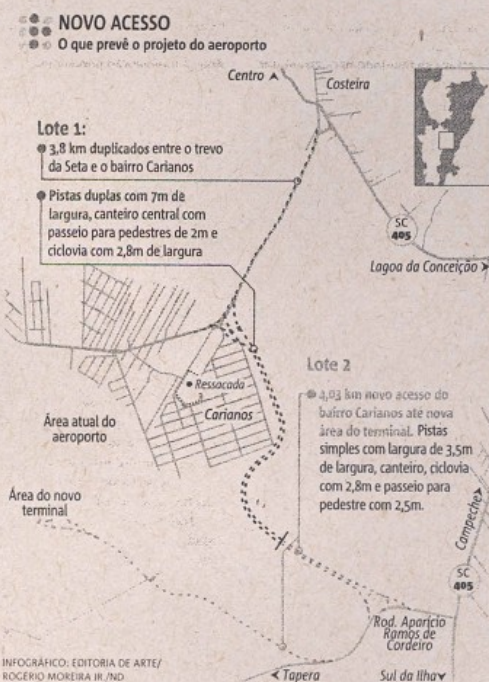 NOVO ACESSO
O que prevê o projeto do aeroporto
Centro
Costeira
Lote 1:
3,8 km duplicados entre o trevo
da Seta e o bairro Carianos
Pistas duplas com 7m de
largura, canteiro central com
passeio para pedestres de 2m e
ciclovia com 2,8m de largura
SC
405
Lagoa da Conceição
Ressacada
Carianos
Área atual do
aeroporto
Lote 2
4,03 km novo acesso do
bairro Carianos até nova
área do terminal. Pistas
simples com largura de 3,5m
de largura, canteiro, ciclovia
com 2,8m e passeio para
pedestre com 2,5m.
Área do novo
terminal
Campeche
SC
405
Rod. Aparício
Ramos de
Cordeiro
Tapera
Sul da Ilha
INFOGRÁFICO: EDITORIA DE ARTE/
ROGÉRIO MOREIRA JR./ND